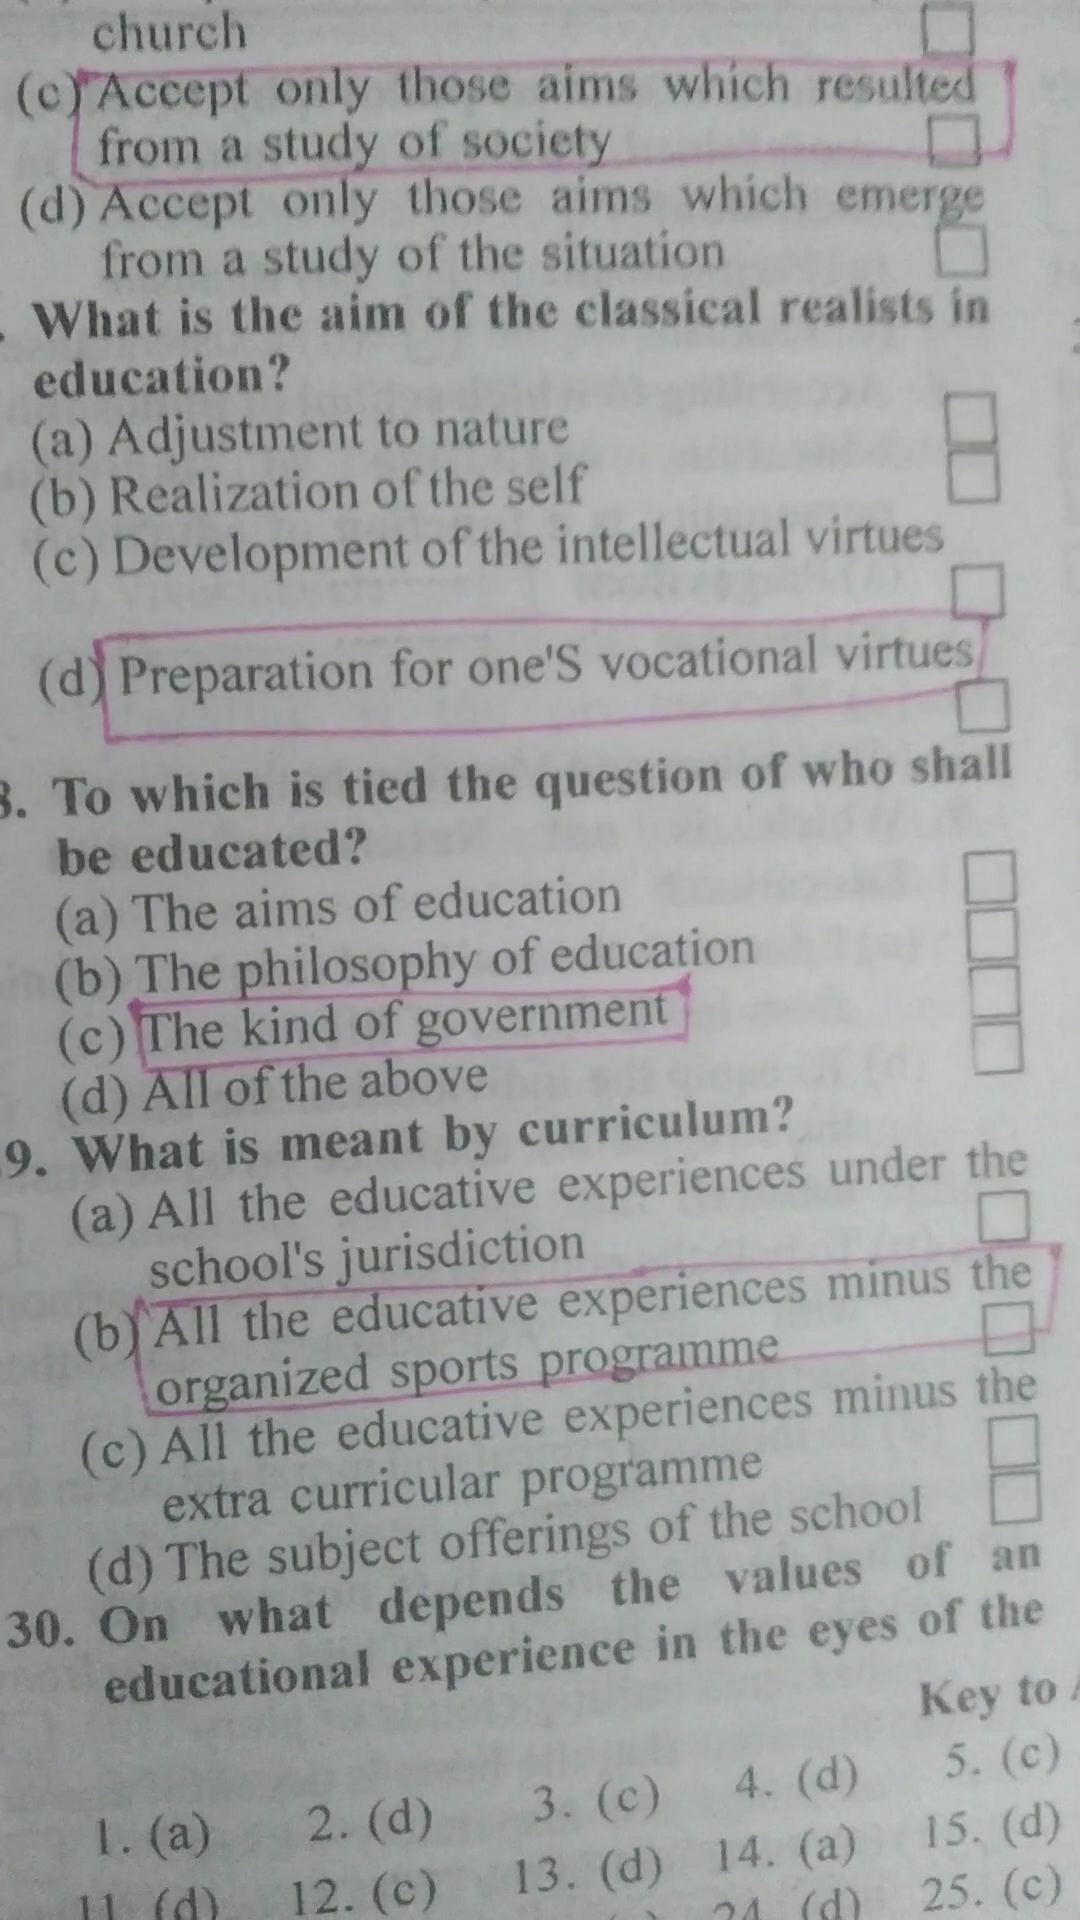 church
(c) Accept only those aims which resulted
from a study of society
(d) Accept only those aims which emerge
from a study of the situation
. What is the aim of the classical realists in
education?
(a) Adjustment to nature
(b) Realization of the self
(c) Development of the intellectual virtues
(d) Preparation for one'S vocational virtues
8. To which is tied the question of who shall
be educated?
(a) The aims of education
(b) The philosophy of education
(c) The kind of government
(d) All of the above
9. What is meant by curriculum?
(a) All the educative experiences under the
school's jurisdiction
(b) All the educative experiences minus the
organized sports programme
(c) All the educative experiences minus the
extra curricular programme
(d) The subject offerings of the school
30. On what depends the values of an
educational experience in the eyes of the
Key to
1. (a) 2. (d) 3. (c) 4. (d) 5. (c)
11. (d) 12. (c) 13. (d) 14. (a) 15. (d)
24. (d) 25. (c)